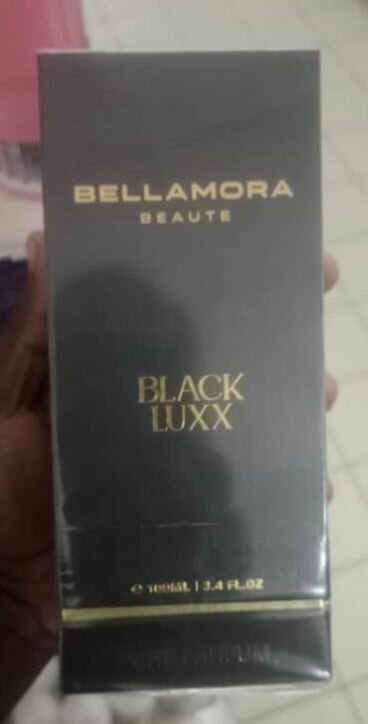 BELLAMORA
BEAUTE
BLACK
LUXX
e 100ML | 3.4 FL.OZ
PURE PARFUM